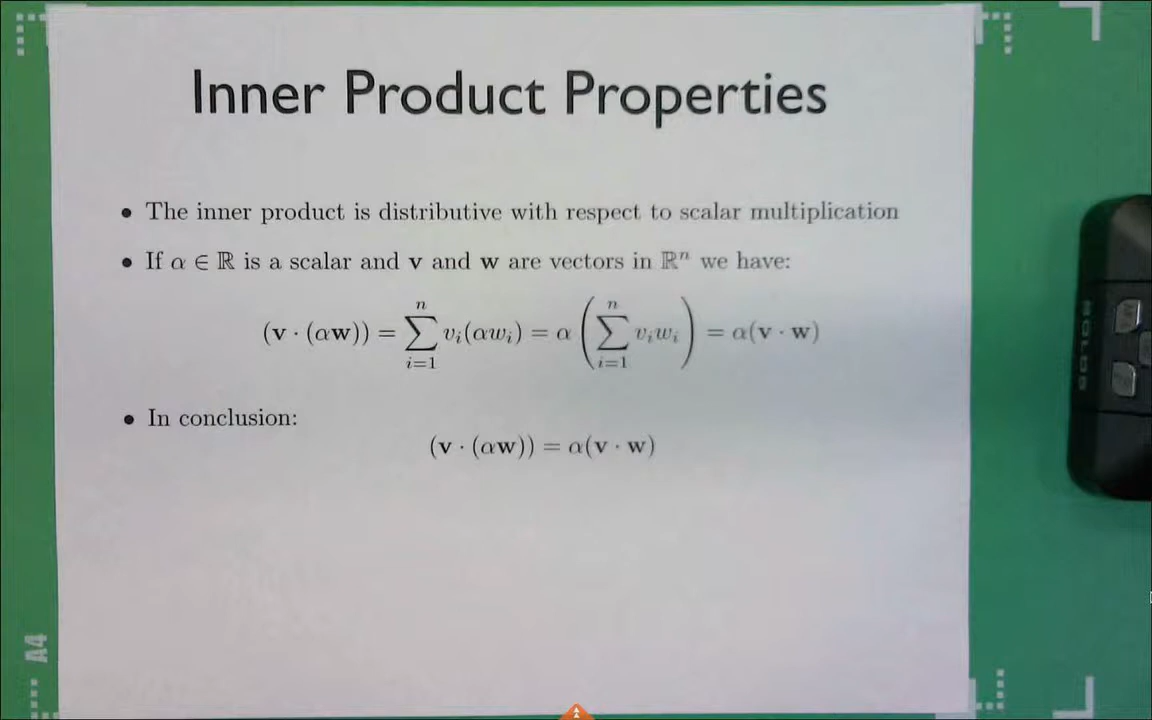 Inner Product Properties
• The inner product is distributive with respect to scalar multiplication
• If α ∈ ℝ is a scalar and v and w are vectors in ℝⁿ we have:
(v · (αw)) = ∑_{i=1}^{n} v_i(αw_i) = α (∑_{i=1}^{n} v_i w_i) = α(v · w)
• In conclusion:
(v · (αw)) = α(v · w)
A4